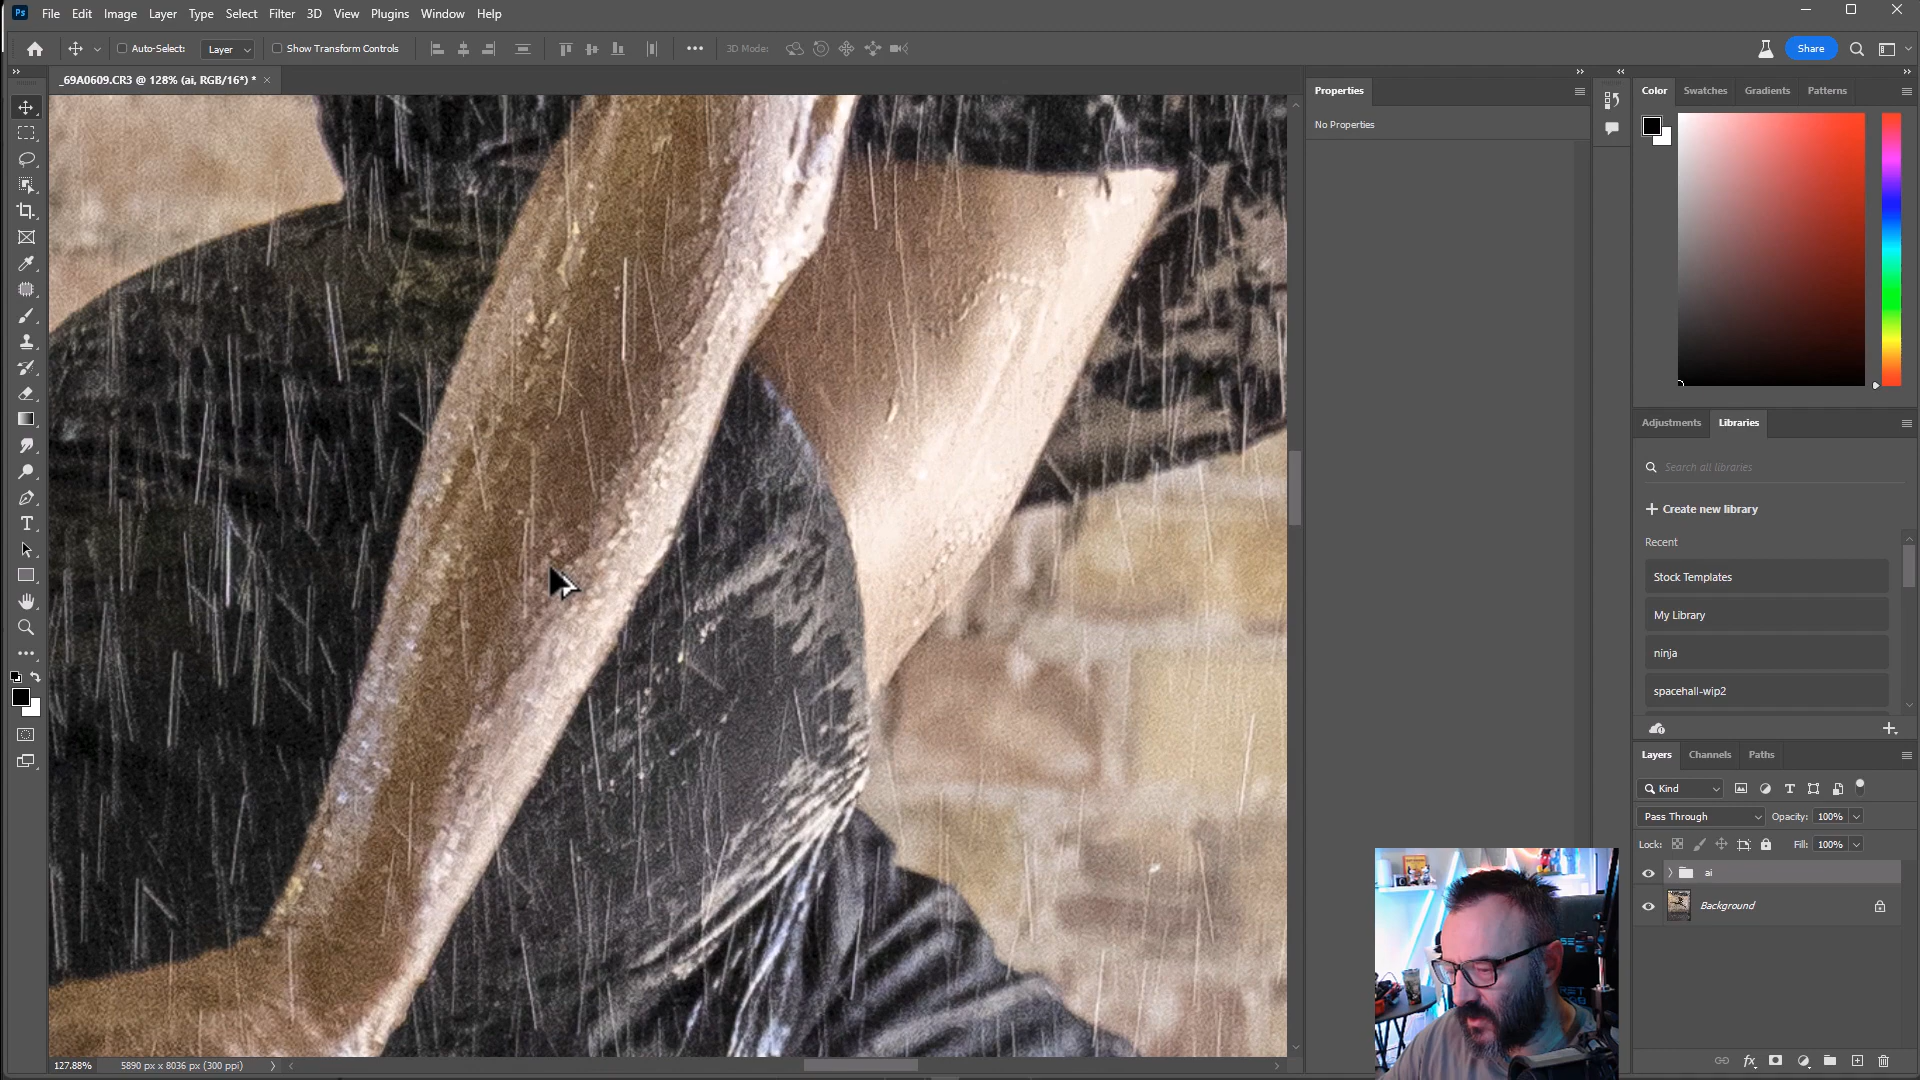 Ps File Edit Image Layer Type Select Filter 3D View Plugins Window Help
Auto-Select: Layer Show Transform Controls 3D Mode: Share
_69A0609.CR3 @ 128% (ai, RGB/16*) *
Properties
No Properties
Color Swatches Gradients Patterns
Adjustments Libraries
Search all libraries
Create new library
Recent
Stock Templates
My Library
ninja
spacehall-wip2
Layers Channels Paths
Kind
Pass Through Opacity: 100%
Lock: Fill: 100%
ai
Background
127.88% 5890 px x 8036 px (300 ppi)